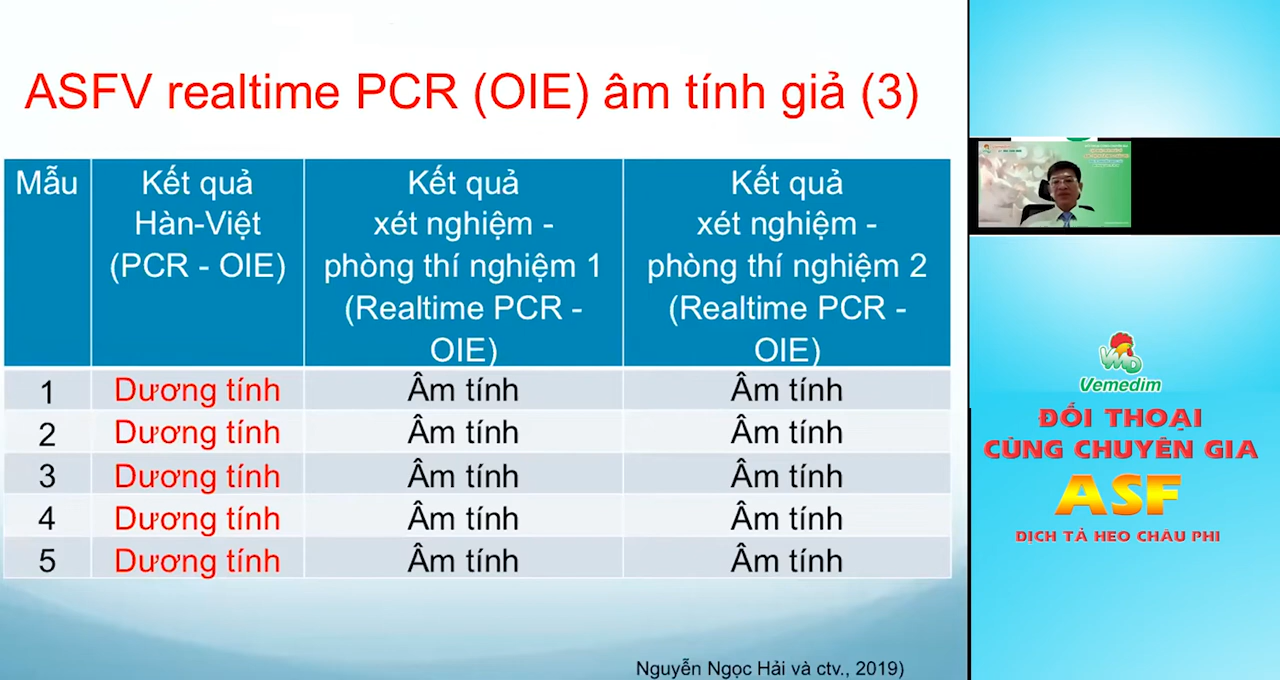 ASFV realtime PCR (OIE) âm tính giả (3)
Mẫu
Kết quả
Hàn-Việt
(PCR - OIE)
Kết quả
xét nghiệm -
phòng thí nghiệm 1
(Realtime PCR -
OIE)
Kết quả
xét nghiệm -
phòng thí nghiệm 2
(Realtime PCR -
OIE)
1 Dương tính Âm tính Âm tính
2 Dương tính Âm tính Âm tính
3 Dương tính Âm tính Âm tính
4 Dương tính Âm tính Âm tính
5 Dương tính Âm tính Âm tính
Nguyễn Ngọc Hải và ctv., 2019)
VMD
Vemedim
ĐỐI THOẠI
CÙNG CHUYÊN GIA
ASF
DỊCH TẢ HEO CHÂU PHI